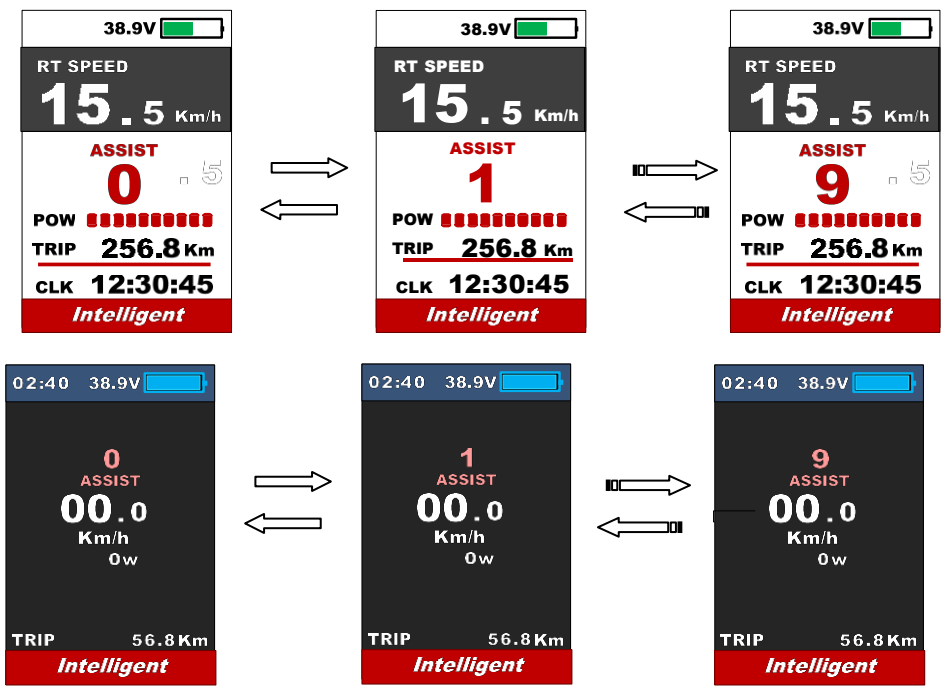 38.9V
RT SPEED
15.5 Km/h
ASSIST
0 .5
POW
TRIP 256.8 Km
CLK 12:30:45
Intelligent
38.9V
RT SPEED
15.5 Km/h
ASSIST
1
POW
TRIP 256.8 Km
CLK 12:30:45
Intelligent
38.9V
RT SPEED
15.5 Km/h
ASSIST
9 .5
POW
TRIP 256.8 Km
CLK 12:30:45
Intelligent
02:40 38.9V
0
ASSIST
00.0
Km/h
0w
TRIP 56.8Km
Intelligent
02:40 38.9V
1
ASSIST
00.0
Km/h
0w
TRIP 56.8Km
Intelligent
02:40 38.9V
9
ASSIST
00.0
Km/h
0w
TRIP 56.8Km
Intelligent